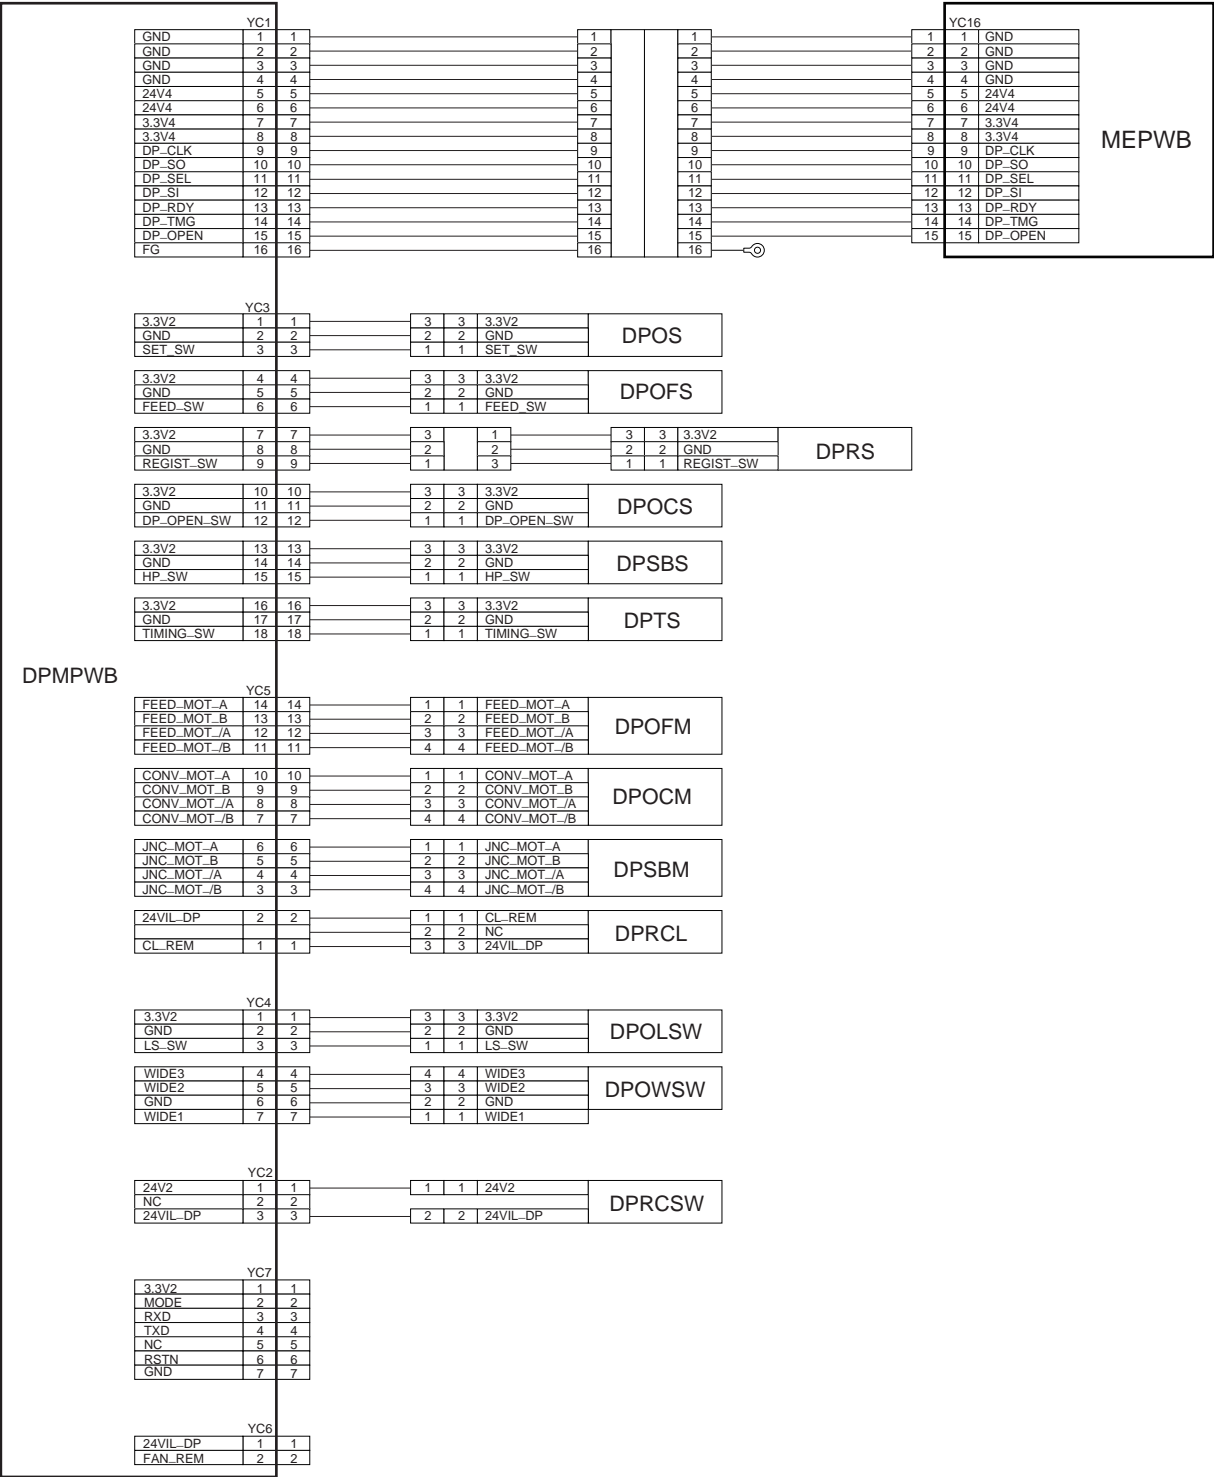 YC1 YC16
GND 1 1 1 1 1 1 GND
GND 2 2 2 2 2 2 GND
GND 3 3 3 3 3 3 GND
GND 4 4 4 4 4 4 GND
24V4 5 5 5 5 5 5 24V4
24V4 6 6 6 6 6 6 24V4
3.3V4 7 7 7 7 7 7 3.3V4
3.3V4 8 8 8 8 8 8 3.3V4
MEPWB
DP_CLK 9 9 9 9 9 9 DP_CLK
DP_SO 10 10 10 10 10 10 DP_SO
DP_SEL 11 11 11 11 11 11 DP_SEL
DP_SI 12 12 12 12 12 12 DP_SI
DP_RDY 13 13 13 13 13 13 DP_RDY
DP_TMG 14 14 14 14 14 14 DP_TMG
DP_OPEN 15 15 15 15 15 15 DP_OPEN
FG 16 16 16 16
YC3
3.3V2 1 1 3 3 3.3V2
GND 2 2 2 2 GND DPOS
SET_SW 3 3 1 1 SET_SW
3.3V2 4 4 3 3 3.3V2
GND 5 5 2 2 GND DPOFS
FEED_SW 6 6 1 1 FEED_SW
3.3V2 7 7 3 1 3 3 3.3V2
GND 8 8 2 2 2 2 GND DPRS
REGIST_SW 9 9 1 3 1 1 REGIST_SW
3.3V2 10 10 3 3 3.3V2
GND 11 11 2 2 GND DPOCS
DP_OPEN_SW 12 12 1 1 DP_OPEN_SW
3.3V2 13 13 3 3 3.3V2
GND 14 14 2 2 GND DPSBS
HP_SW 15 15 1 1 HP_SW
3.3V2 16 16 3 3 3.3V2
GND 17 17 2 2 GND DPTS
TIMING_SW 18 18 1 1 TIMING_SW
DPMPWB
YC5
FEED_MOT_A 14 14 1 1 FEED_MOT_A
FEED_MOT_B 13 13 2 2 FEED_MOT_B
DPOFM
FEED_MOT_/A 12 12 3 3 FEED_MOT_/A
FEED_MOT_/B 11 11 4 4 FEED_MOT_/B
CONV_MOT_A 10 10 1 1 CONV_MOT_A
CONV_MOT_B 9 9 2 2 CONV_MOT_B
DPOCM
CONV_MOT_/A 8 8 3 3 CONV_MOT_/A
CONV_MOT_/B 7 7 4 4 CONV_MOT_/B
JNC_MOT_A 6 6 1 1 JNC_MOT_A
JNC_MOT_B 5 5 2 2 JNC_MOT_B
DPSBM
JNC_MOT_/A 4 4 3 3 JNC_MOT_/A
JNC_MOT_/B 3 3 4 4 JNC_MOT_/B
24VIL_DP 2 2 1 1 CL_REM
2 2 NC DPRCL
CL_REM 1 1 3 3 24VIL_DP
YC4
3.3V2 1 1 3 3 3.3V2
GND 2 2 2 2 GND DPOLSW
LS_SW 3 3 1 1 LS_SW
WIDE3 4 4 4 4 WIDE3
WIDE2 5 5 3 3 WIDE2 DPOWSW
GND 6 6 2 2 GND
WIDE1 7 7 1 1 WIDE1
YC2
24V2 1 1 1 1 24V2
NC 2 2 DPRCSW
24VIL_DP 3 3 2 2 24VIL_DP
YC7
3.3V2 1 1
MODE 2 2
RXD 3 3
TXD 4 4
NC 5 5
RSTN 6 6
GND 7 7
YC6
24VIL_DP 1 1
FAN_REM 2 2